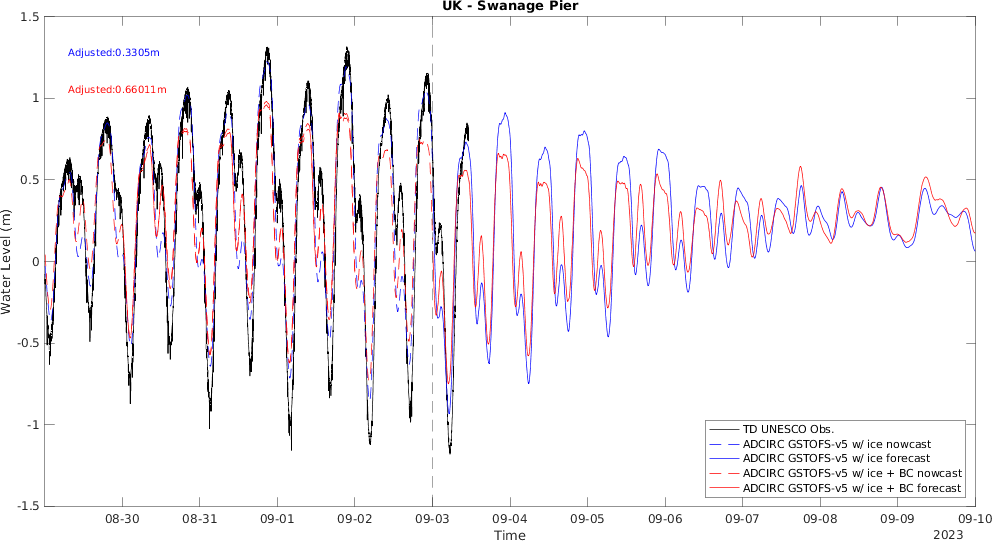 UK - Swanage Pier
1.5
Adjusted:0.3305m
Adjusted:0.66011m
1
0.5
0
-0.5
-1
-1.5
Water Level (m)
TD UNESCO Obs.
ADCIRC GSTOFS-v5 w/ ice nowcast
ADCIRC GSTOFS-v5 w/ ice forecast
ADCIRC GSTOFS-v5 w/ ice + BC nowcast
ADCIRC GSTOFS-v5 w/ ice + BC forecast
08-30 08-31 09-01 09-02 09-03 09-04 09-05 09-06 09-07 09-08 09-09 09-10
Time
2023